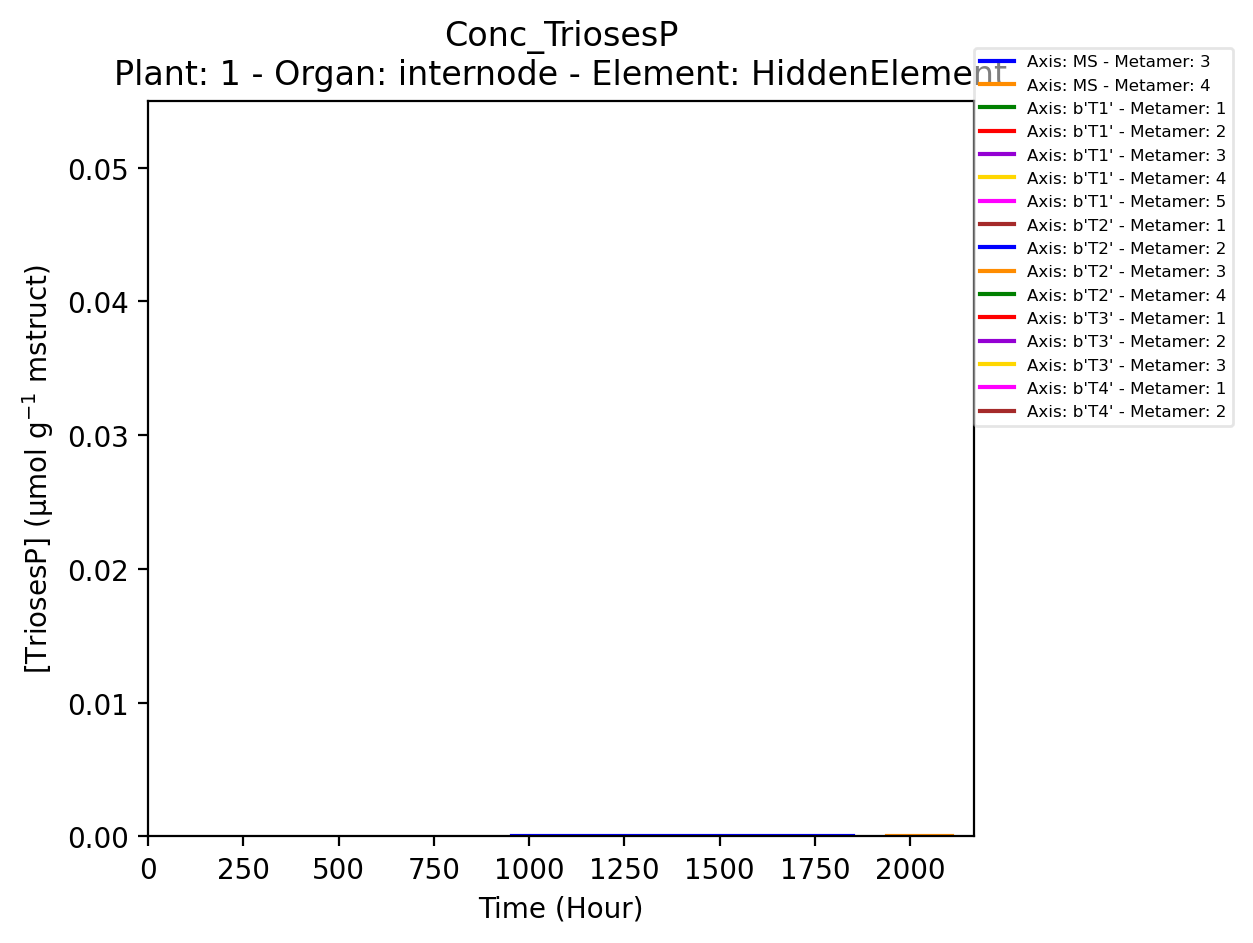 Conc_TriosesP
Plant: 1 - Organ: internode - Element: HiddenElement
Axis: MS - Metamer: 3
Axis: MS - Metamer: 4
Axis: b'T1' - Metamer: 1
Axis: b'T1' - Metamer: 2
Axis: b'T1' - Metamer: 3
Axis: b'T1' - Metamer: 4
Axis: b'T1' - Metamer: 5
Axis: b'T2' - Metamer: 1
Axis: b'T2' - Metamer: 2
Axis: b'T2' - Metamer: 3
Axis: b'T2' - Metamer: 4
Axis: b'T3' - Metamer: 1
Axis: b'T3' - Metamer: 2
Axis: b'T3' - Metamer: 3
Axis: b'T4' - Metamer: 1
Axis: b'T4' - Metamer: 2
[TriosesP] (µmol g⁻¹ mstruct)
0.05
0.04
0.03
0.02
0.01
0.00
0 250 500 750 1000 1250 1500 1750 2000
Time (Hour)